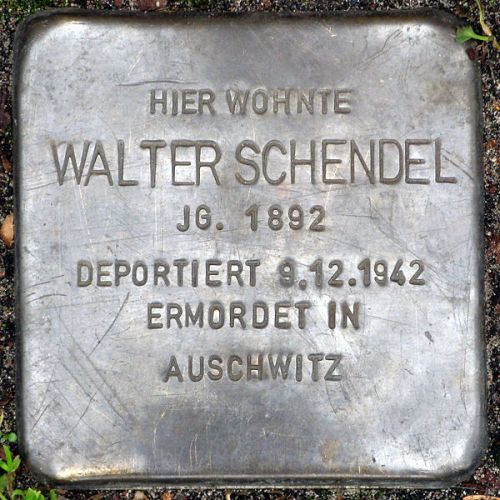 HIER WOHNTE
WALTER SCHENDEL
JG. 1892
DEPORTIERT 9.12.1942
ERMORDET IN
AUSCHWITZ